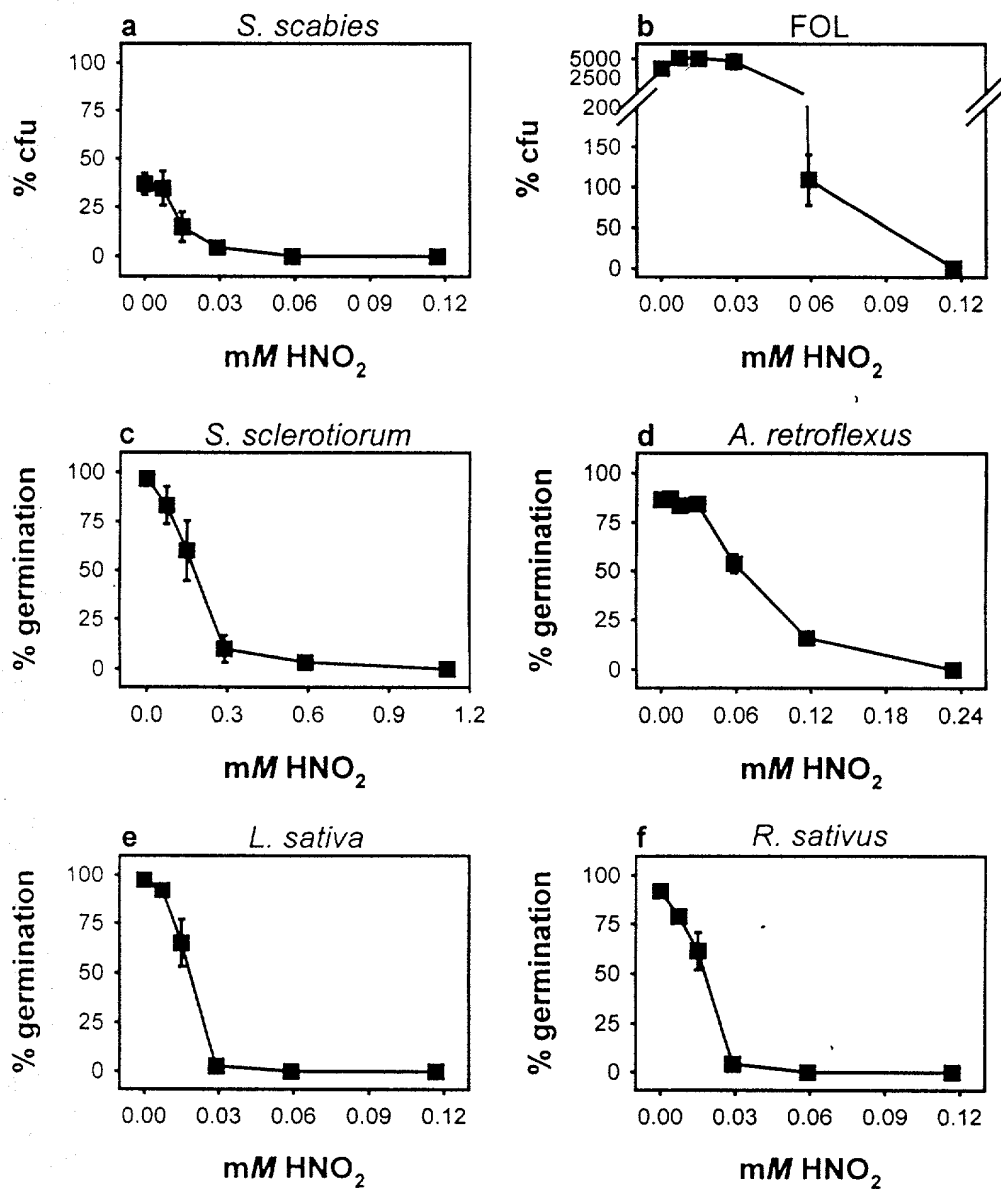 a S. scabies
% cfu
100
75
50
25
0
0 00 0.03 0.06 0 09 0.12
mM HNO₂
b FOL
% cfu
5000
2500
200
150
100
50
0
0.00 0.03 0.06 0.09 0.12
mM HNO₂
c S. sclerotiorum
% germination
100
75
50
25
0
0.0 0.3 0.6 0.9 1.2
mM HNO₂
d A. retroflexus
% germination
100
75
50
25
0
0.00 0.06 0.12 0.18 0.24
mM HNO₂
e L. sativa
% germination
100
75
50
25
0
0.00 0.03 0.06 0.09 0.12
mM HNO₂
f R. sativus
% germination
100
75
50
25
0
0.00 0.03 0.06 0.09 0.12
mM HNO₂